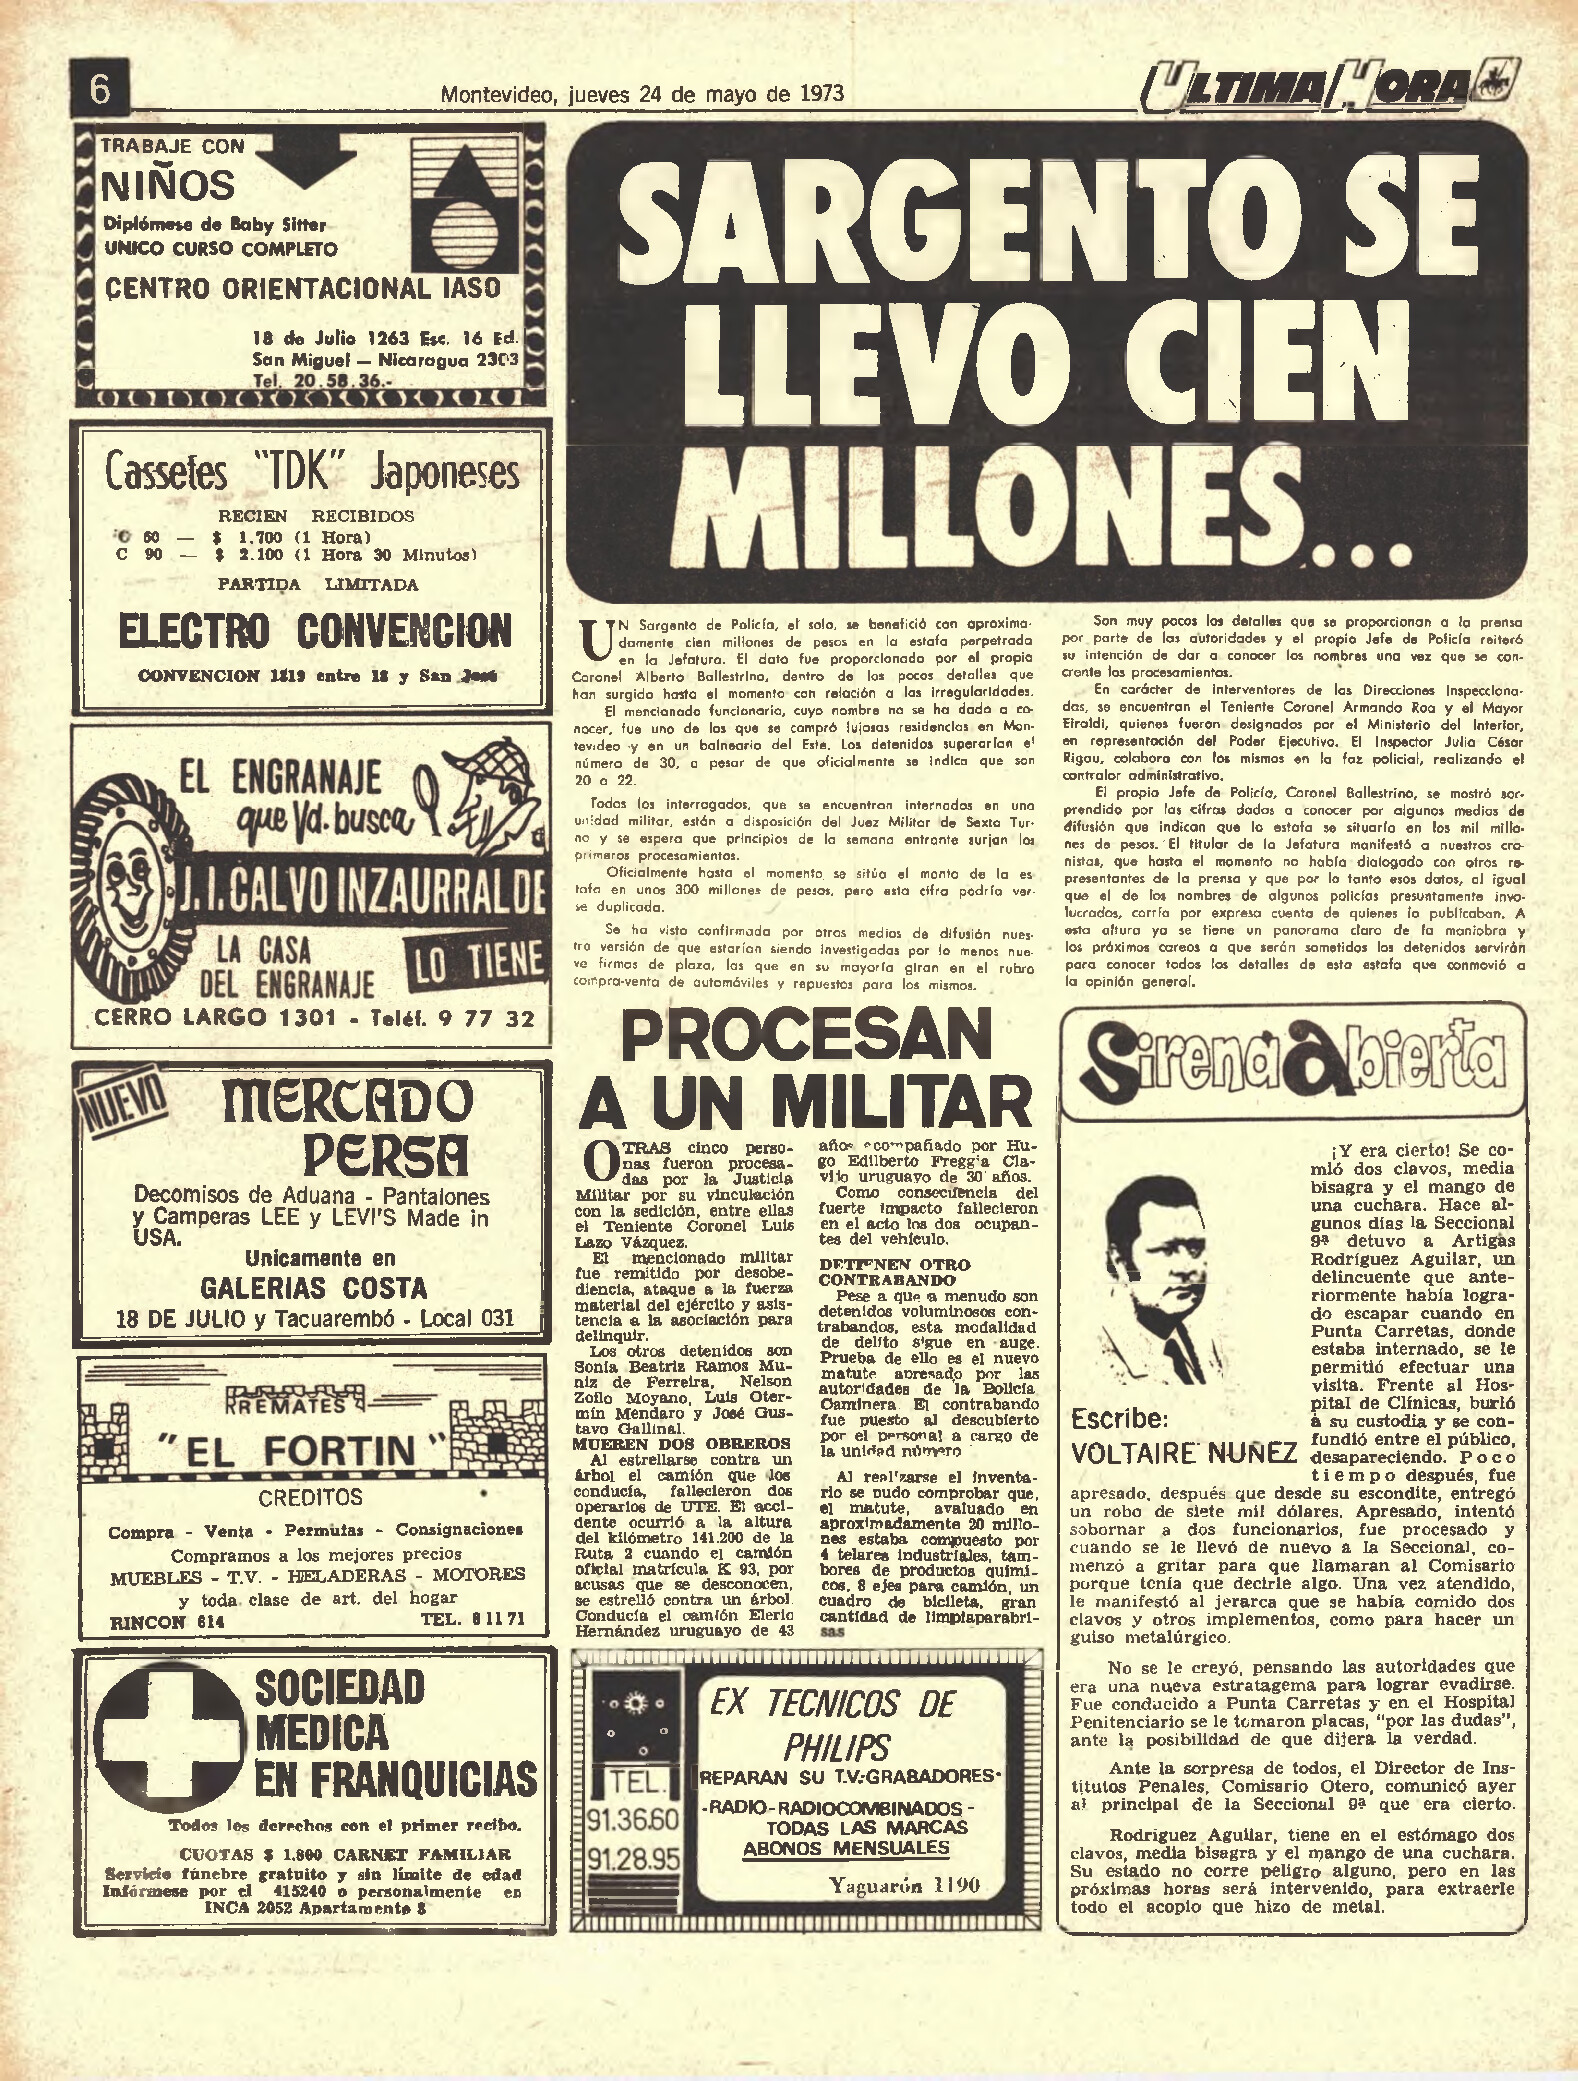 6
Montevideo, jueves 24 de mayo de 1973
ULTIMA HORA
TRABAJE CON
NIÑOS
Diplómese de Baby Sitter
UNICO CURSO COMPLETO
CENTRO ORIENTACIONAL IASO
18 de Julio 1263 Esc. 16 Ed.
San Miguel — Nicaragua 2303
Tel. 20.58.36.-
Cassetes "TDK" Japoneses
RECIEN RECIBIDOS
C 60 — $ 1.700 (1 Hora)
C 90 — $ 2.100 (1 Hora 30 Minutos)
PARTIDA LIMITADA
ELECTRO CONVENCION
CONVENCION 1319 entre 18 y San José
EL ENGRANAJE
que Vd. busca
J.I. CALVO INZAURRALDE
LA CASA
DEL ENGRANAJE
LO TIENE
CERRO LARGO 1301 - Teléf. 9 77 32
NUEVO
MERCADO
PERSA
Decomisos de Aduana - Pantalones
y Camperas LEE y LEVI'S Made in
USA.
Unicamente en
GALERIAS COSTA
18 DE JULIO y Tacuarembó - Local 031
REMATES
"EL FORTIN"
CREDITOS
Compra - Venta - Permutas - Consignaciones
Compramos a los mejores precios
MUEBLES - T.V. - HELADERAS - MOTORES
y toda clase de art. del hogar
RINCON 614 TEL. 81171
SOCIEDAD
MEDICA
EN FRANQUICIAS
Todos los derechos con el primer recibo.
CUOTAS $ 1.800 CARNET FAMILIAR
Servicio fúnebre gratuito y sin límite de edad
Infórmese por el 415240 o personalmente en
INCA 2052 Apartamento 8
SARGENTO SE
LLEVO CIEN
MILLONES...
UN Sargento de Policía, el solo, se benefició con aproxima-
damente cien millones de pesos en la estafa perpetrada
en la Jefatura. El dato fue proporcionado por el propio
Coronel Alberto Ballestrino, dentro de los pocos detalles que
han surgido hasta el momento con relación a las irregularidades.
El mencionado funcionario, cuyo nombre no se ha dado a co-
nocer, fue uno de los que se compró lujosas residencias en Mon-
tevideo y en un balneario del Este. Los detenidos superarían el
número de 30, a pesar de que oficialmente se indica que son
20 a 22.
Todos los interrogados, que se encuentran internados en una
unidad militar, están a disposición del Juez Militar de Sexto Tur-
no y se espera que principios de la semana entrante surjan los
primeros procesamientos.
Oficialmente hasta el momento se sitúa el monto de la es
tafa en unos 300 millones de pesos, pero esta cifra podría ver-
se duplicada.
Se ha visto confirmada por otros medios de difusión nues-
tra versión de que estarían siendo investigadas por lo menos nue-
ve firmas de plaza, las que en su mayoría giran en el rubro
compra-venta de automóviles y repuestos para los mismos.
Son muy pocos los detalles que se proporcionan a la prensa
por parte de las autoridades y el propio Jefe de Policía reiteró
su intención de dar a conocer los nombres una vez que se con-
creten los procesamientos.
En carácter de interventores de las Direcciones Inspecciona-
das, se encuentran el Teniente Coronel Armando Roa y el Mayor
Eiraldi, quienes fueron designados por el Ministerio del Interior,
en representación del Poder Ejecutivo. El Inspector Julio César
Rigau, colabora con los mismos en la faz policial, realizando el
contralor administrativo.
El propio Jefe de Policía, Coronel Ballestrino, se mostró sor-
prendido por las cifras dadas a conocer por algunos medios de
difusión que indican que la estafa se situaría en los mil millo-
nes de pesos. El titular de la Jefatura manifestó a nuestros cro-
nistas, que hasta el momento no había dialogado con otros re-
presentantes de la prensa y que por lo tanto esos datos, al igual
que el de los nombres de algunos policías presuntamente invo-
lucrados, corría por expresa cuenta de quienes la publicaban. A
esta altura ya se tiene un panorama claro de la maniobra y
los próximos careos a que serán sometidos los detenidos servirán
para conocer todos los detalles de esta estafa que conmovió a
la opinión general.
PROCESAN
A UN MILITAR
OTRAS cinco perso-
nas fueron procesa-
das por la Justicia
Militar por su vinculación
con la sedición, entre ellas
el Teniente Coronel Luis
Lazo Vázquez.
El mencionado militar
fue remitido por desobe-
diencia, ataque a la fuerza
material del ejército y asis-
tencia a la asociación para
delinquir.
Los otros detenidos son
Sonia Beatriz Ramos Mu-
niz de Ferreira, Nelson
Zoilo Moyano, Luis Oter-
mín Mendaro y José Gus-
tavo Gallinal.
MUEREN DOS OBREROS
Al estrellarse contra un
árbol el camión que los
conducía, fallecieron dos
operarios de UTE. El acci-
dente ocurrió a la altura
del kilómetro 141.200 de la
Ruta 2 cuando el camión
oficial matrícula K 93, por
acusas que se desconocen,
se estrelló contra un árbol.
Conducía el camión Elerio
Hernández uruguayo de 43
años acompañado por Hu-
go Edilberto Freggia Cla-
vijo uruguayo de 30 años.
Como consecuencia del
fuerte impacto fallecieron
en el acto los dos ocupan-
tes del vehículo.
DETIENEN OTRO
CONTRABANDO
Pese a que a menudo son
detenidos voluminosos con-
trabandos, esta modalidad
de delito sigue en auge.
Prueba de ello es el nuevo
matute apresado por las
autoridades de la Bolicía
Caminera. El contrabando
fue puesto al descubierto
por el personal a cargo de
la unidad número
Al realizarse el inventa-
rio se pudo comprobar que,
el matute, avaluado en
aproximadamente 20 millo-
nes estaba compuesto por
4 telares industriales, tam-
bores de productos quími-
cos, 8 ejes para camión, un
cuadro de bicileta, gran
cantidad de limpiaparabri-
sas
TEL.
91.36.60
91.28.95
EX TECNICOS DE
PHILIPS
REPARAN SU T.V.-GRABADORES-
-RADIO-RADIOCOMBINADOS-
TODAS LAS MARCAS
ABONOS MENSUALES
Yaguarón 1190
Sirena Abierta
Escribe:
VOLTAIRE NUÑEZ
¡Y era cierto! Se co-
mió dos clavos, media
bisagra y el mango de
una cuchara. Hace al-
gunos días la Seccional
9ª detuvo a Artigas
Rodríguez Aguilar, un
delincuente que ante-
riormente había logra-
do escapar cuando en
Punta Carretas, donde
estaba internado, se le
permitió efectuar una
visita. Frente al Hos-
pital de Clínicas, burló
a su custodia y se con-
fundió entre el público,
desapareciendo. Poco
tiempo después, fue
apresado, después que desde su escondite, entregó
un robo de siete mil dólares. Apresado, intentó
sobornar a dos funcionarios, fue procesado y
cuando se le llevó de nuevo a la Seccional, co-
menzó a gritar para que llamaran al Comisario
porque tenía que decirle algo. Una vez atendido,
le manifestó al jerarca que se había comido dos
clavos y otros implementos, como para hacer un
guiso metalúrgico.
No se le creyó, pensando las autoridades que
era una nueva estratagema para lograr evadirse.
Fue conducido a Punta Carretas y en el Hospital
Penitenciario se le tomaron placas, "por las dudas",
ante la posibilidad de que dijera la verdad.
Ante la sorpresa de todos, el Director de Ins-
titutos Penales, Comisario Otero, comunicó ayer
al principal de la Seccional 9ª que era cierto.
Rodríguez Aguilar, tiene en el estómago dos
clavos, media bisagra y el mango de una cuchara.
Su estado no corre peligro alguno, pero en las
próximas horas será intervenido, para extraerle
todo el acopio que hizo de metal.